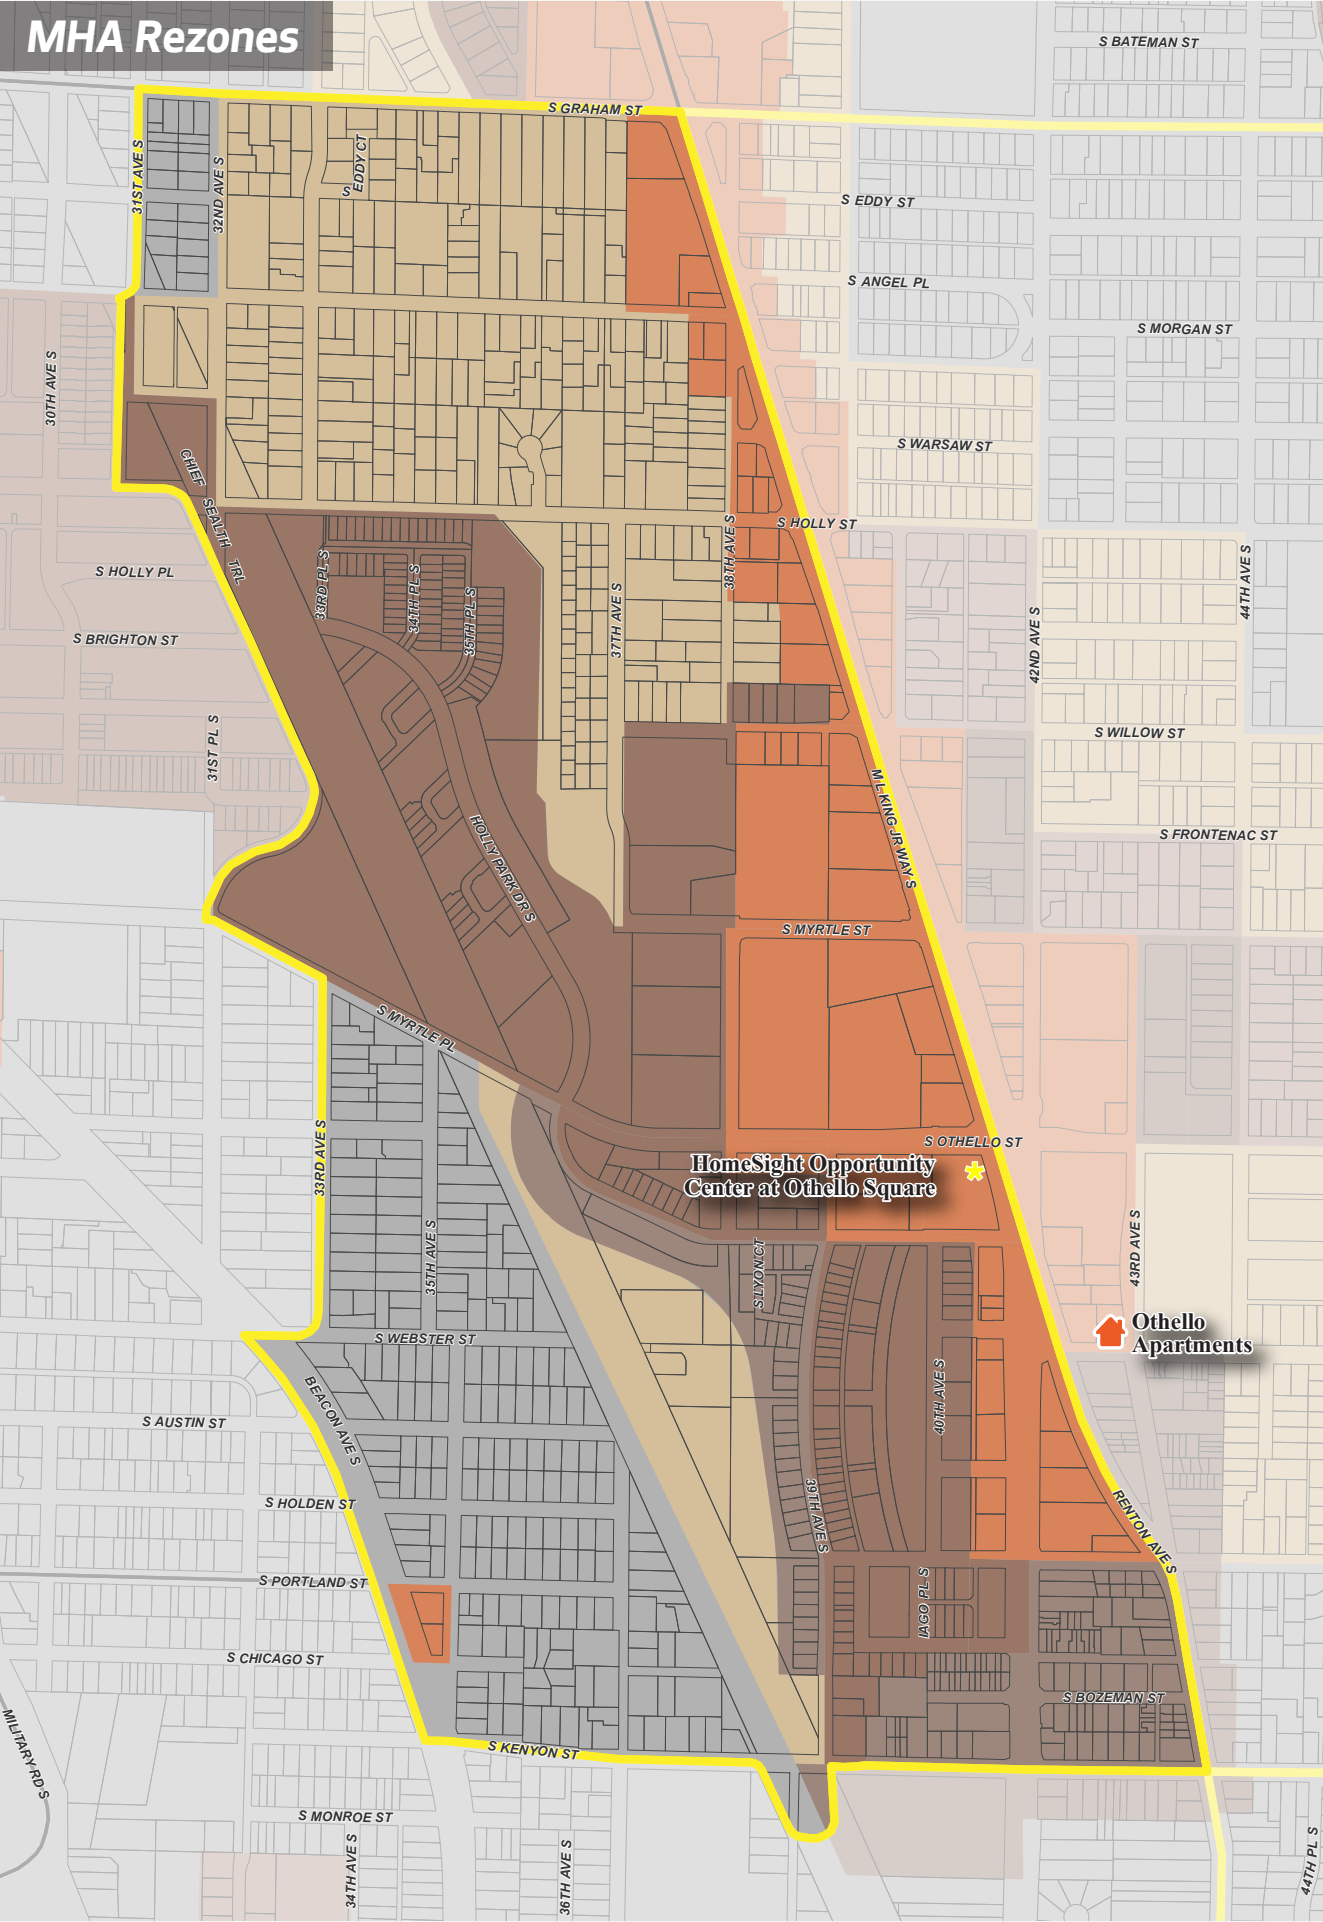 MHA Rezones
S BATEMAN ST
S GRAHAM ST
31ST AVE S
32ND AVE S
S EDDY CT
S EDDY ST
S ANGEL PL
S MORGAN ST
30TH AVE S
S WARSAW ST
CHIEF SEALTH TRL
S HOLLY ST
38TH AVE S
S HOLLY PL
33RD PL S
34TH PL S
35TH PL S
37TH AVE S
44TH AVE S
42ND AVE S
S BRIGHTON ST
31ST PL S
S WILLOW ST
M L KING JR WAY S
S FRONTENAC ST
HOLLY PARK DR S
S MYRTLE ST
S MYRTLE PL
S OTHELLO ST
HomeSight Opportunity
Center at Othello Square
33RD AVE S
35TH AVE S
S LYON CT
43RD AVE S
Othello
Apartments
S WEBSTER ST
BEACON AVE S
40TH AVE S
S AUSTIN ST
39TH AVE S
S HOLDEN ST
RENTON AVE S
S PORTLAND ST
IAGO PL S
S CHICAGO ST
S BOZEMAN ST
MILITARY RD S
S KENYON ST
S MONROE ST
34TH AVE S
36TH AVE S
44TH PL S